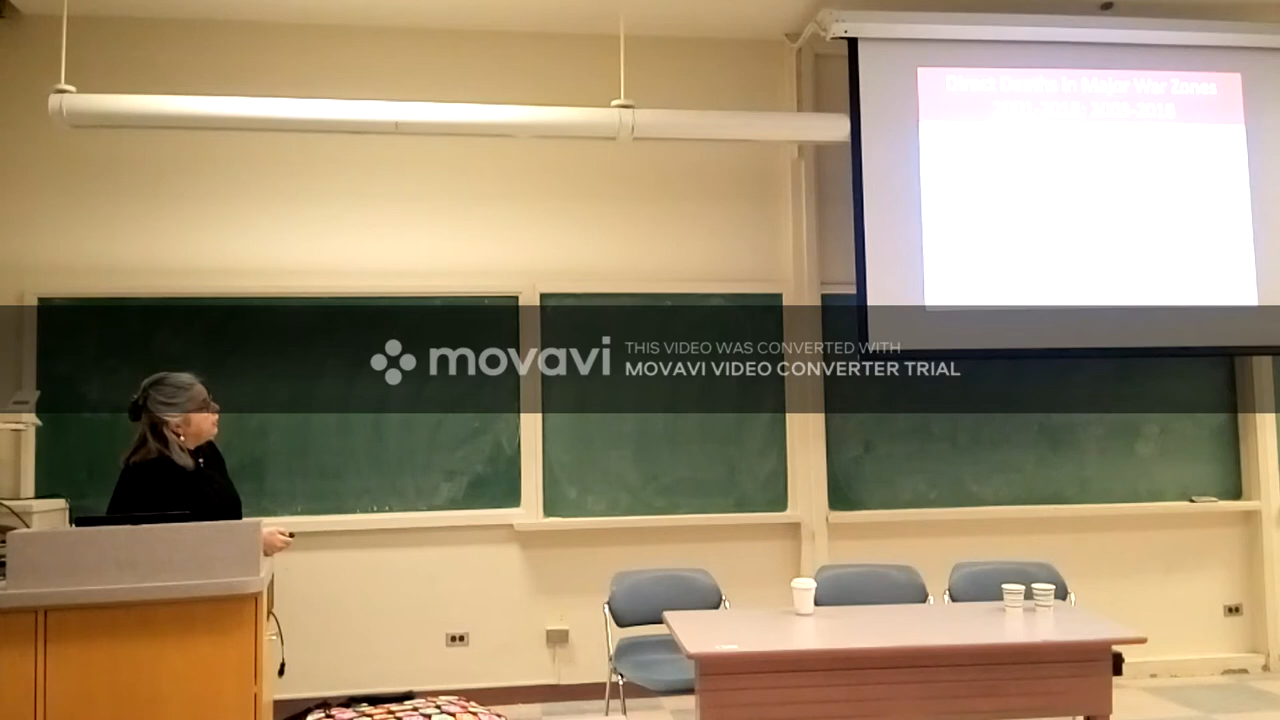 Direct Deaths in Major War Zones
movavi
THIS VIDEO WAS CONVERTED WITH
MOVAVI VIDEO CONVERTER TRIAL